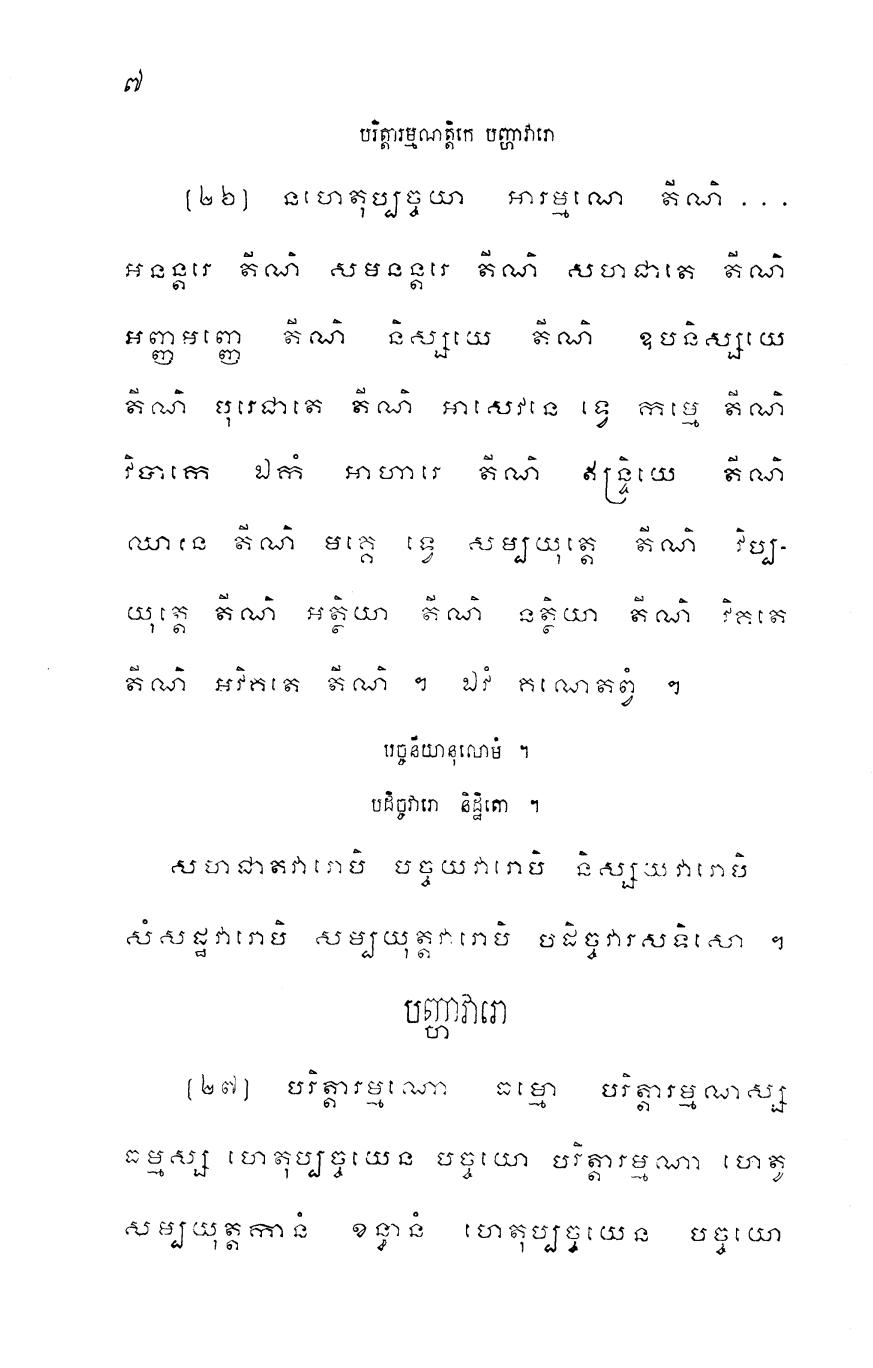 ៧
បរិត្តារម្មណត្តិកេ បញ្ហាវារោ
(២៦) នហេតុប្បច្ចយា អារម្មណេ តីណិ . . .
អនន្តរេ តីណិ សមនន្តរេ តីណិ សហជាតេ តីណិ
អញ្ញមញ្ញេ តីណិ និស្សយេ តីណិ ឧបនិស្សយេ
តីណិ បុរេជាតេ តីណិ អាសេវនេ ទ្វេ កម្មេ តីណិ
វិបាកេ ឯកំ អាហារេ តីណិ ឥន្ទ្រិយេ តីណិ
ឈានេ តីណិ មគ្គេ ទ្វេ សម្បយុត្តេ តីណិ វិប្ប-
យុត្តេ តីណិ អត្ថិយា តីណិ នត្ថិយា តីណិ វិគតេ
តីណិ អវិគតេ តីណិ ។ ឯវំ គណេតព្វំ ។
បច្ចនីយានុលោមំ ។
បដិច្ចវារោ និដ្ឋិតោ ។
សហជាតវារោបិ បច្ចយវារោបិ និស្សយវារោបិ
សំសដ្ឋវារោបិ សម្បយុត្តវារោបិ បដិច្ចវារសទិសោ ។
បញ្ហាវារោ
(២៧) បរិត្តារម្មណោ ធម្មោ បរិត្តារម្មណស្ស
ធម្មស្ស ហេតុប្បច្ចយេន បច្ចយោ បរិត្តារម្មណា ហេតូ
សម្បយុត្តកានំ ខន្ធានំ ហេតុប្បច្ចយេន បច្ចយោ